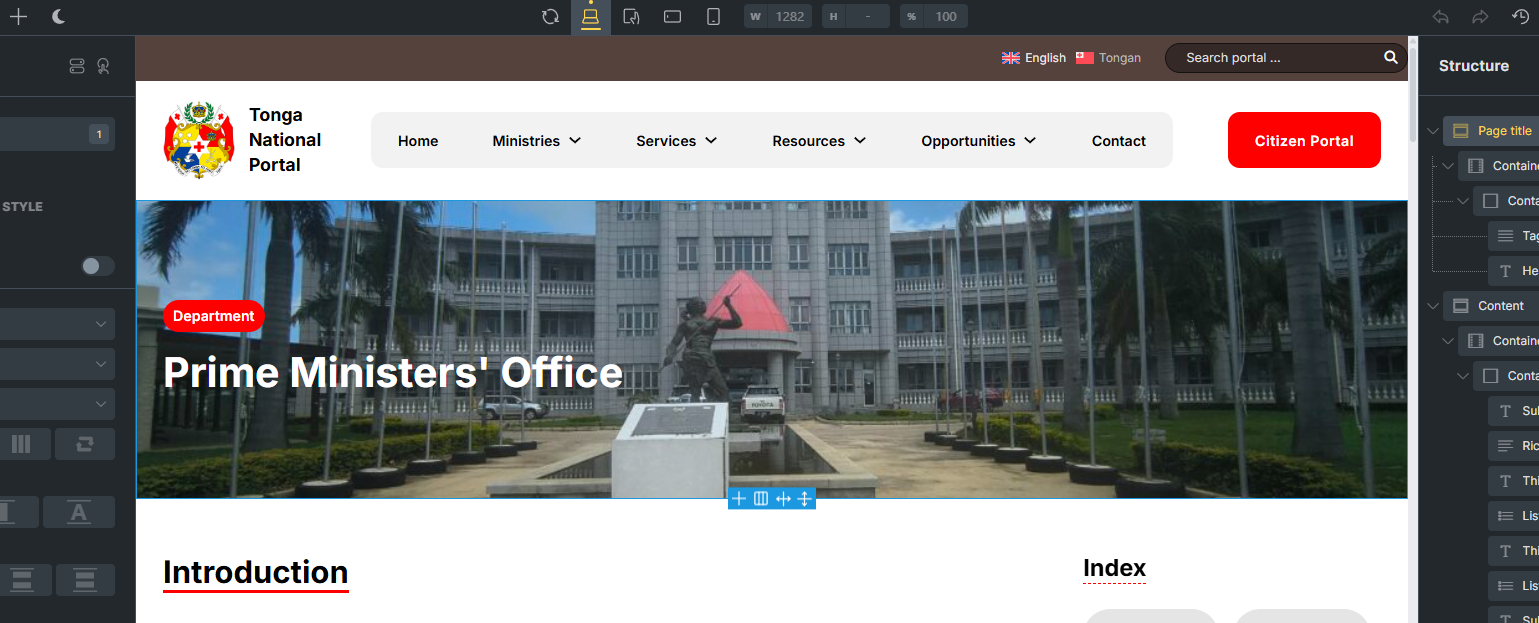 W 1282 H - % 100
English Tongan Search portal ...
Structure
1
Tonga
National
Portal
Home Ministries Services Resources Opportunities Contact
Citizen Portal
Page title
Containe
Conta
STYLE
Tag
He
Department
Content
Prime Ministers' Office
Containe
Conta
Sul
Ric
Thi
A
Lis
Introduction
Index
Thi
Lis
Sul